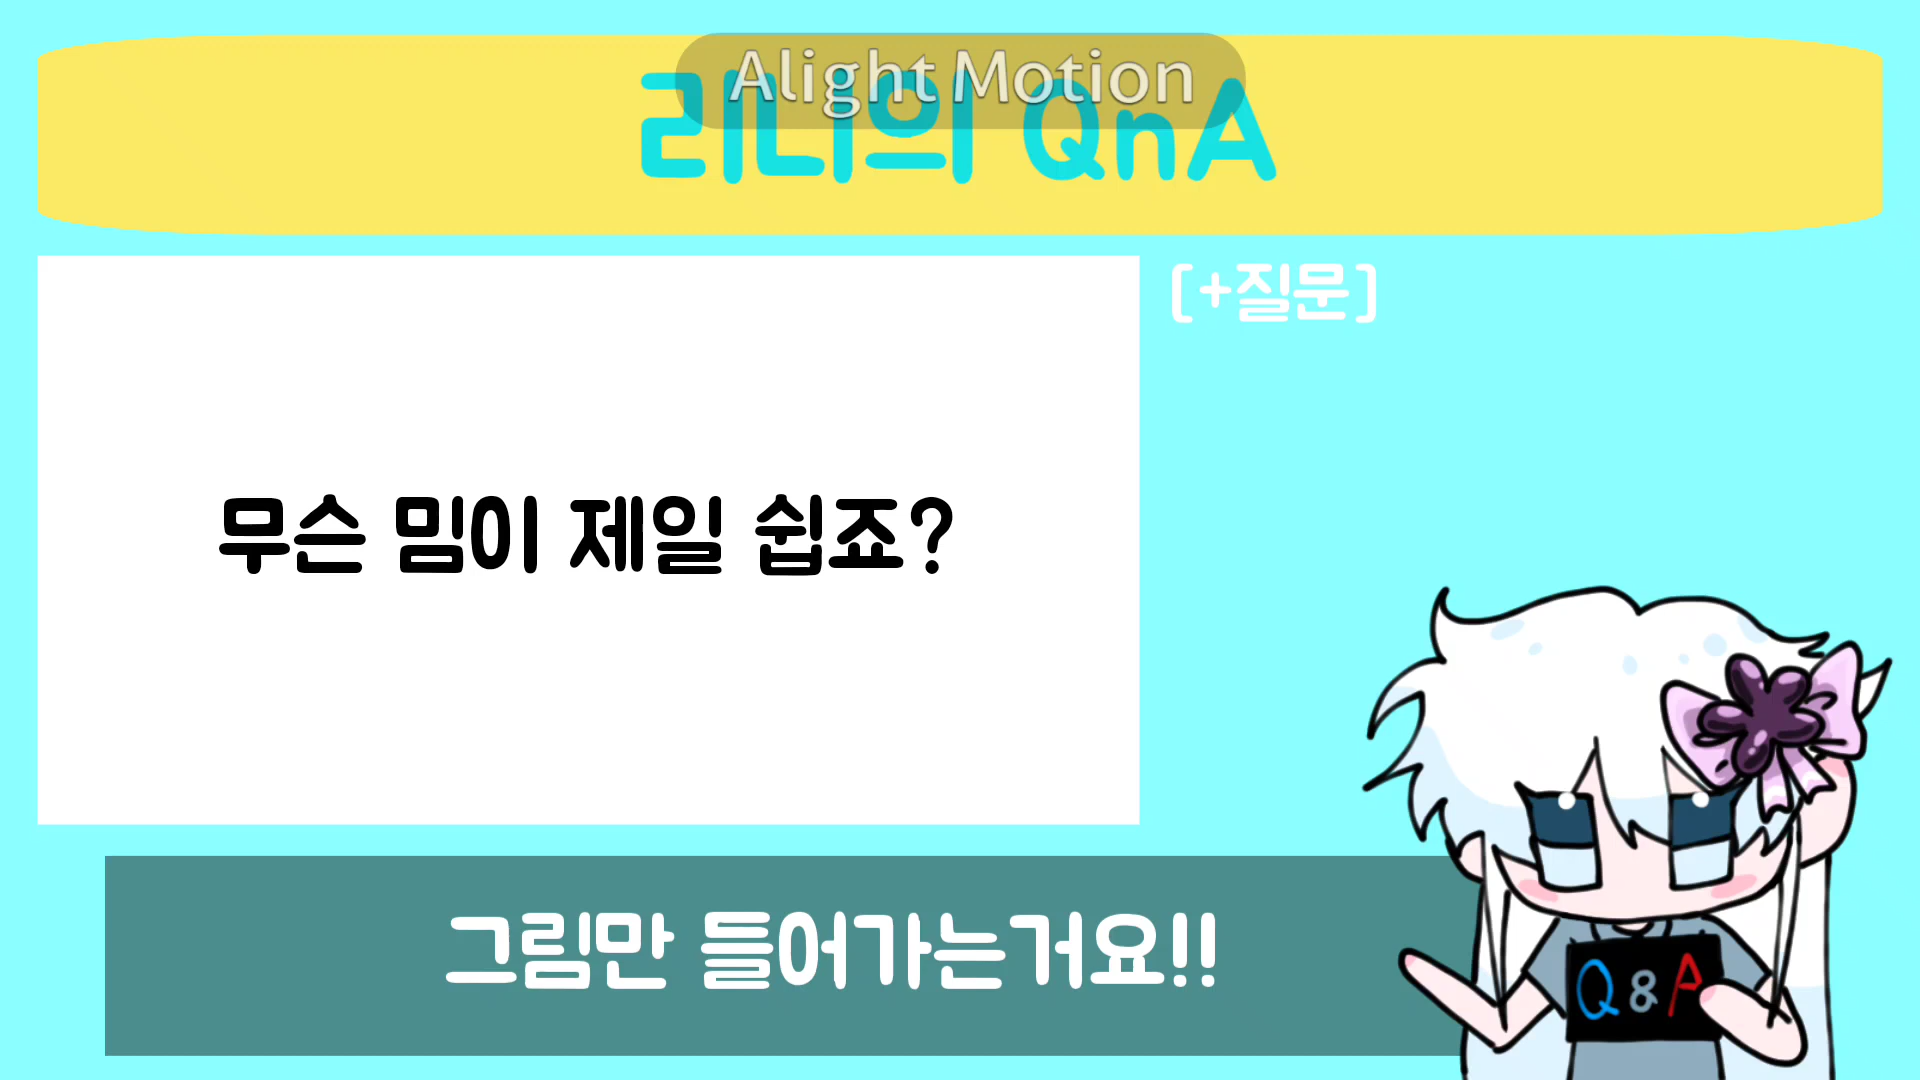 Alight Motion
리니의 QnA
[+질문]
무슨 밈이 제일 쉽죠?
그림만 들어가는거요!!
Q & A